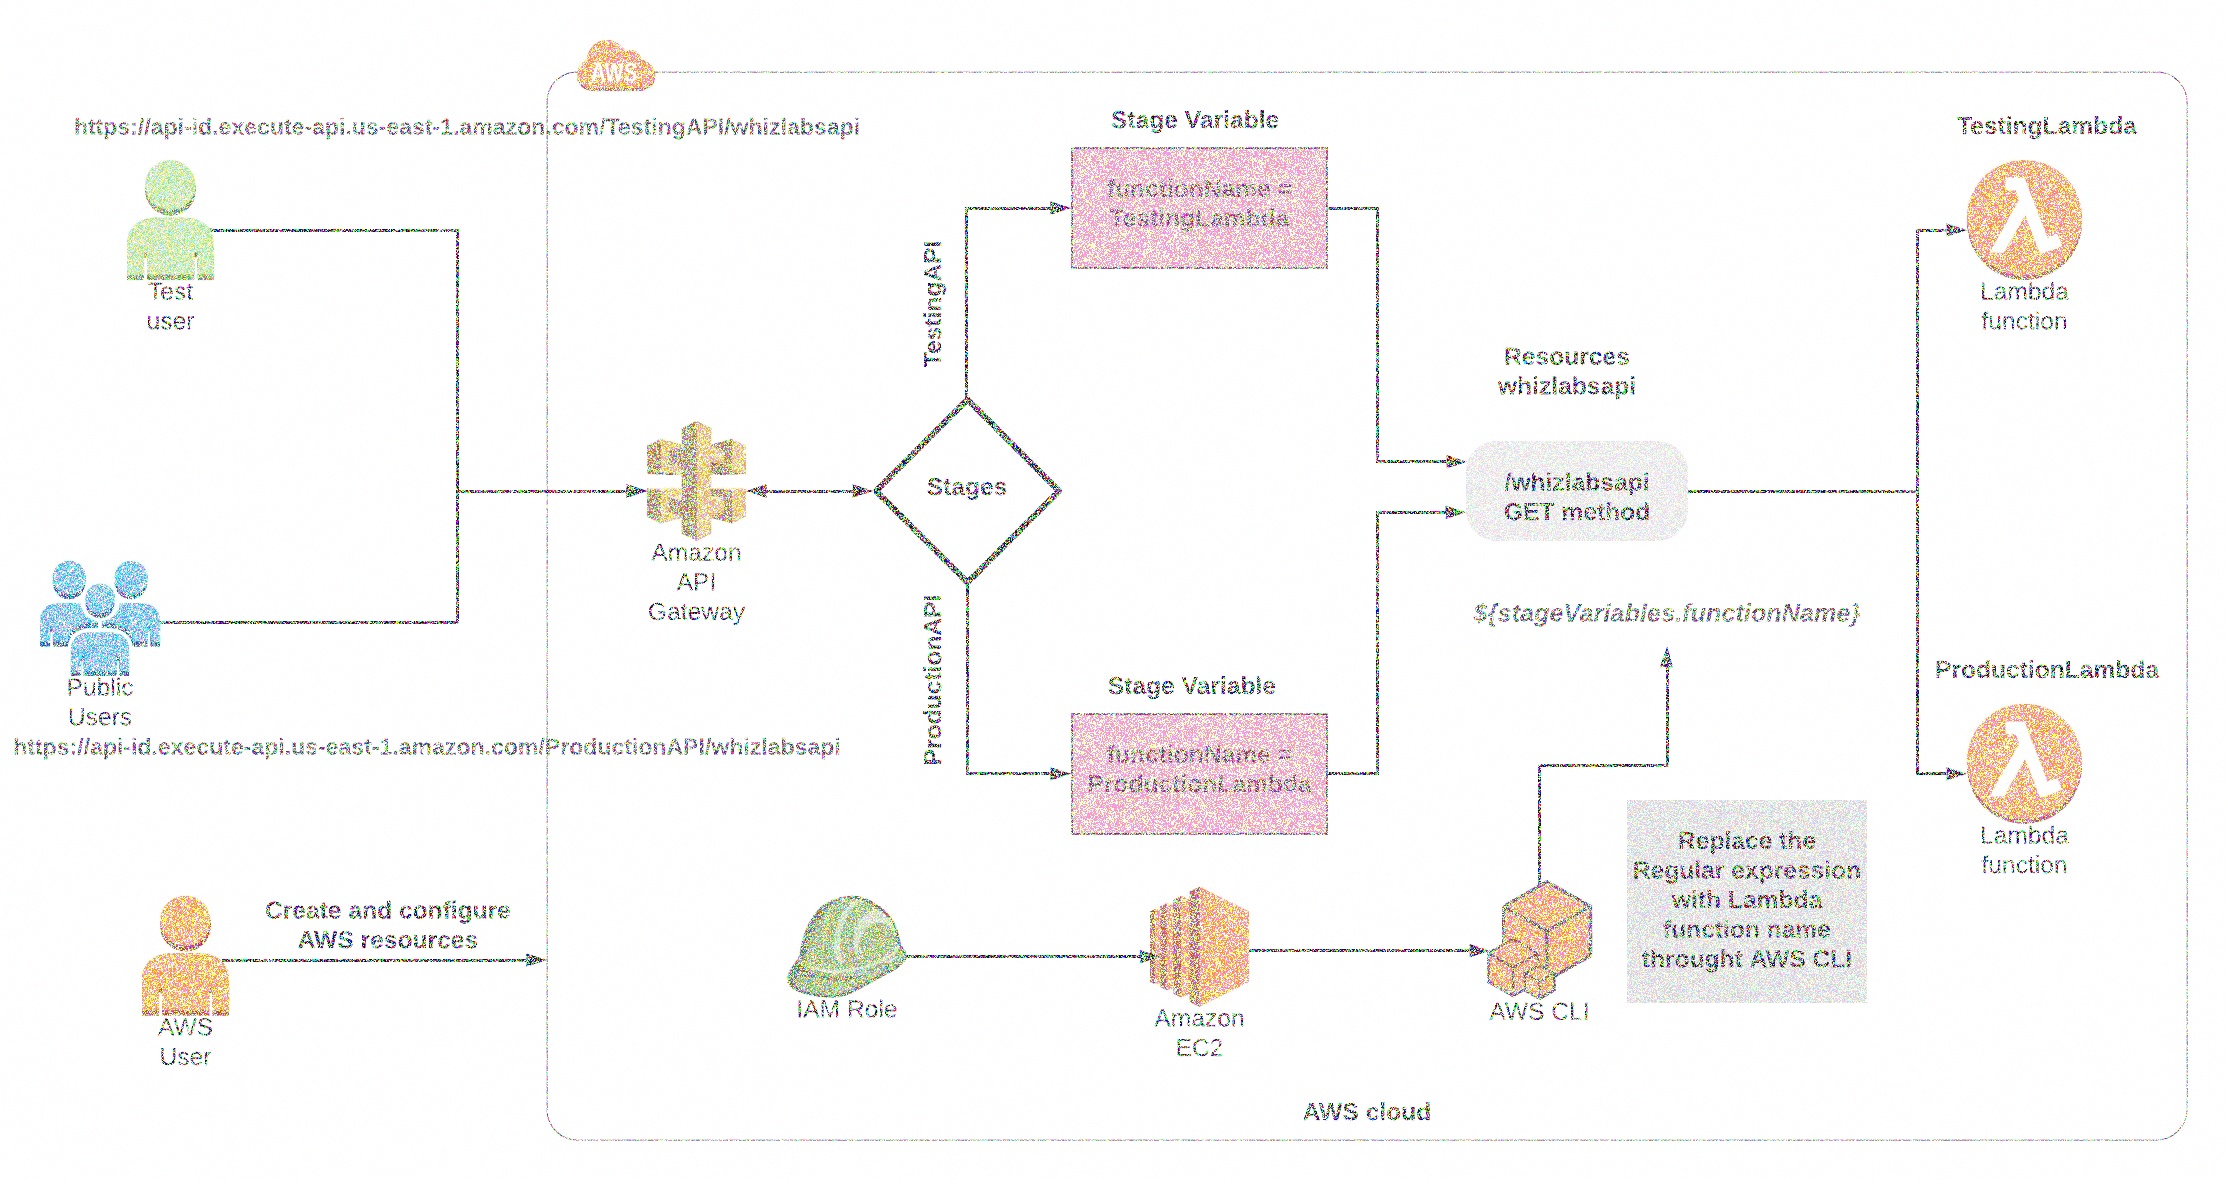 AWS
https://api-id.execute-api.us-east-1.amazon.com/TestingAPI/whizlabsapi
Test
user
Public
Users
https://api-id.execute-api.us-east-1.amazon.com/ProductionAPI/whizlabsapi
Create and configure
AWS resources
AWS
User
Amazon
API
Gateway
Stages
TestingAPI
ProductionAPI
Stage Variable
functionName =
TestingLambda
Stage Variable
functionName =
ProductionLambda
Resources
whizlabsapi
/whizlabsapi
GET method
${stageVariables.functionName}
TestingLambda
Lambda
function
ProductionLambda
Lambda
function
IAM Role
Amazon
EC2
AWS CLI
Replace the
Regular expression
with Lambda
function name
throught AWS CLI
AWS cloud